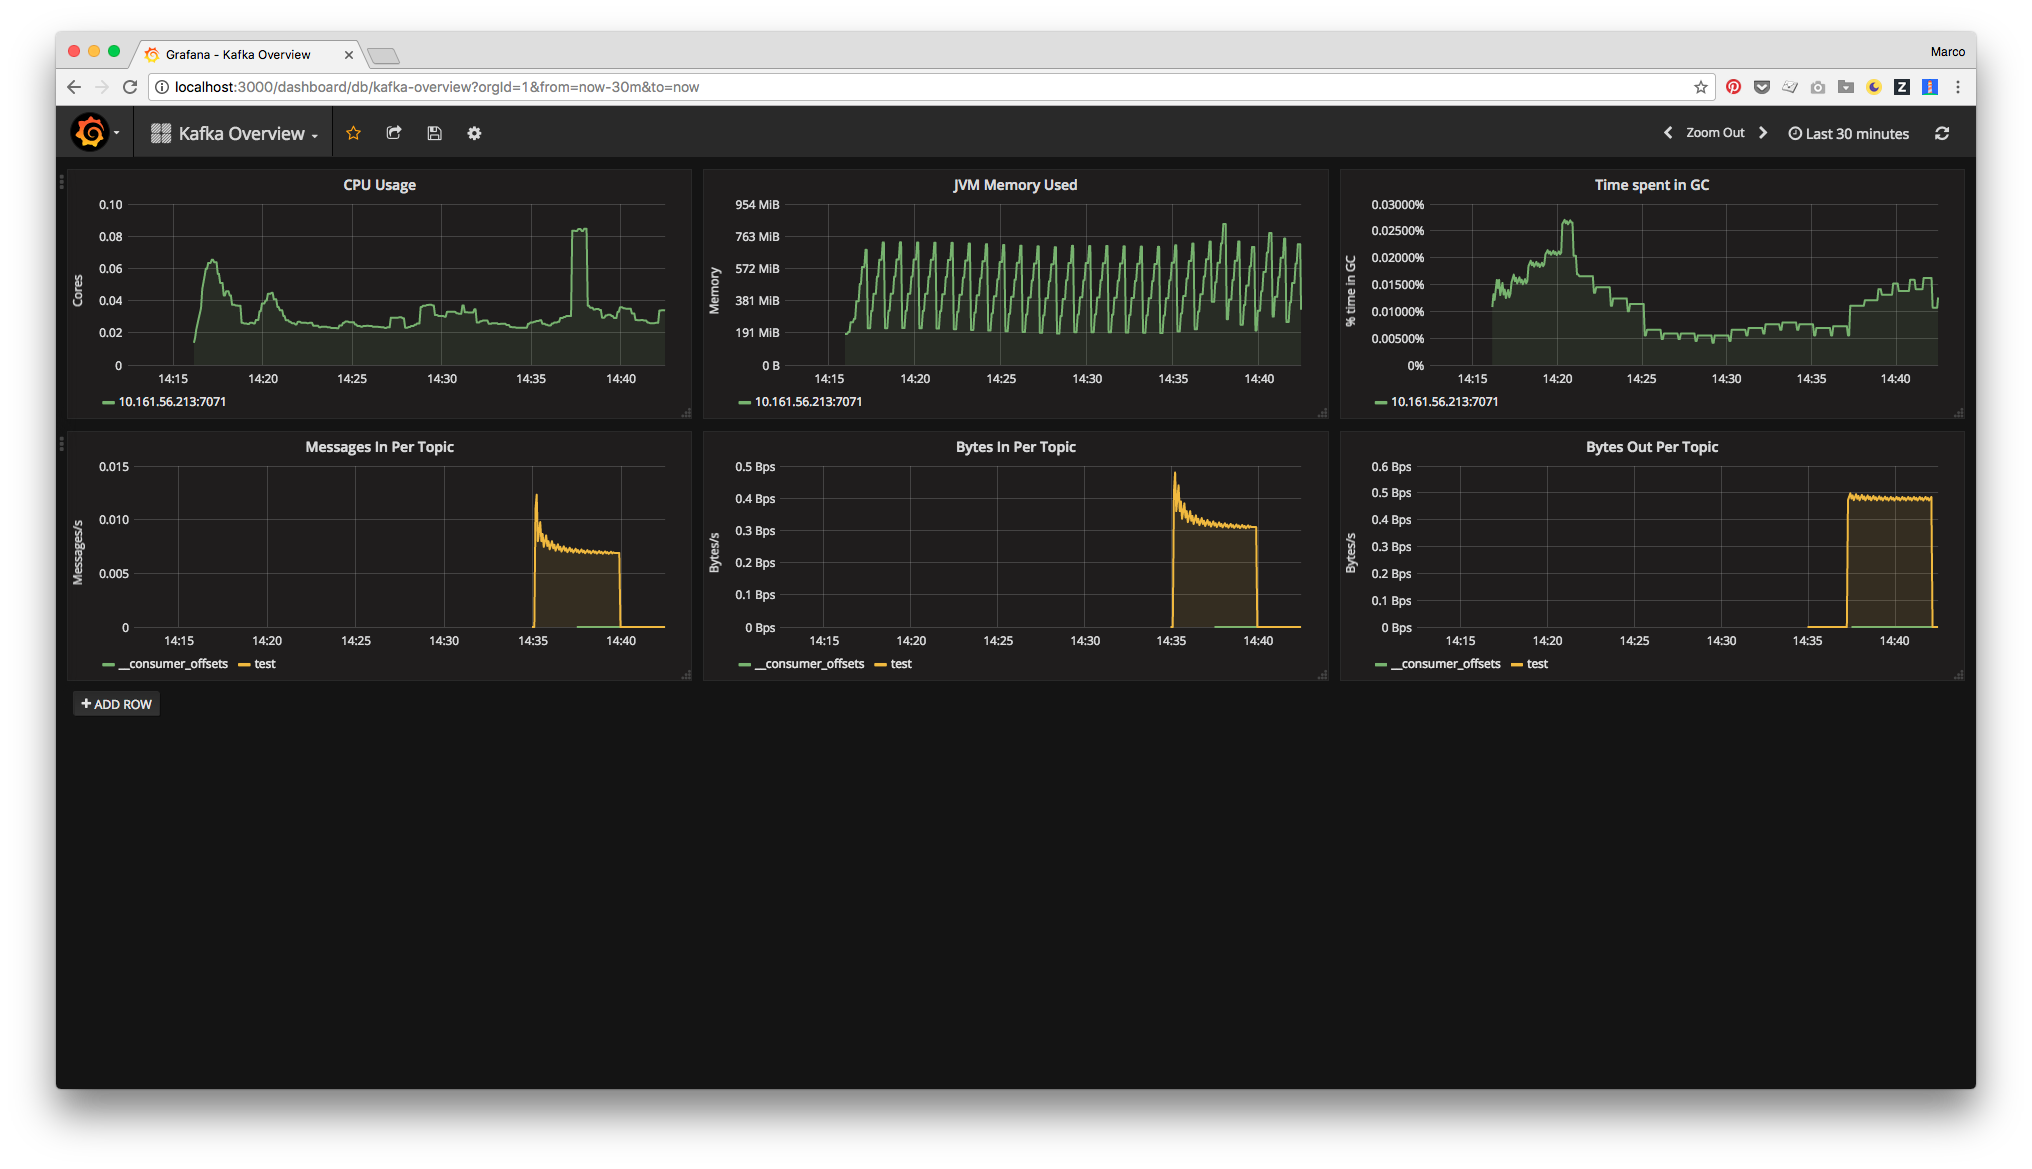 Grafana - Kafka Overview
Marco
localhost:3000/dashboard/db/kafka-overview?orgId=1&from=now-30m&to=now
Z
Kafka Overview
Zoom Out
Last 30 minutes
CPU Usage
Cores
0.10
0.08
0.06
0.04
0.02
0
14:15 14:20 14:25 14:30 14:35 14:40
10.161.56.213:7071
JVM Memory Used
Memory
954 MiB
763 MiB
572 MiB
381 MiB
191 MiB
0 B
14:15 14:20 14:25 14:30 14:35 14:40
10.161.56.213:7071
Time spent in GC
% time in GC
0.03000%
0.02500%
0.02000%
0.01500%
0.01000%
0.00500%
0%
14:15 14:20 14:25 14:30 14:35 14:40
10.161.56.213:7071
Messages In Per Topic
Messages/s
0.015
0.010
0.005
0
14:15 14:20 14:25 14:30 14:35 14:40
__consumer_offsets test
Bytes In Per Topic
Bytes/s
0.5 Bps
0.4 Bps
0.3 Bps
0.2 Bps
0.1 Bps
0 Bps
14:15 14:20 14:25 14:30 14:35 14:40
__consumer_offsets test
Bytes Out Per Topic
Bytes/s
0.6 Bps
0.5 Bps
0.4 Bps
0.3 Bps
0.2 Bps
0.1 Bps
0 Bps
14:15 14:20 14:25 14:30 14:35 14:40
__consumer_offsets test
+ ADD ROW